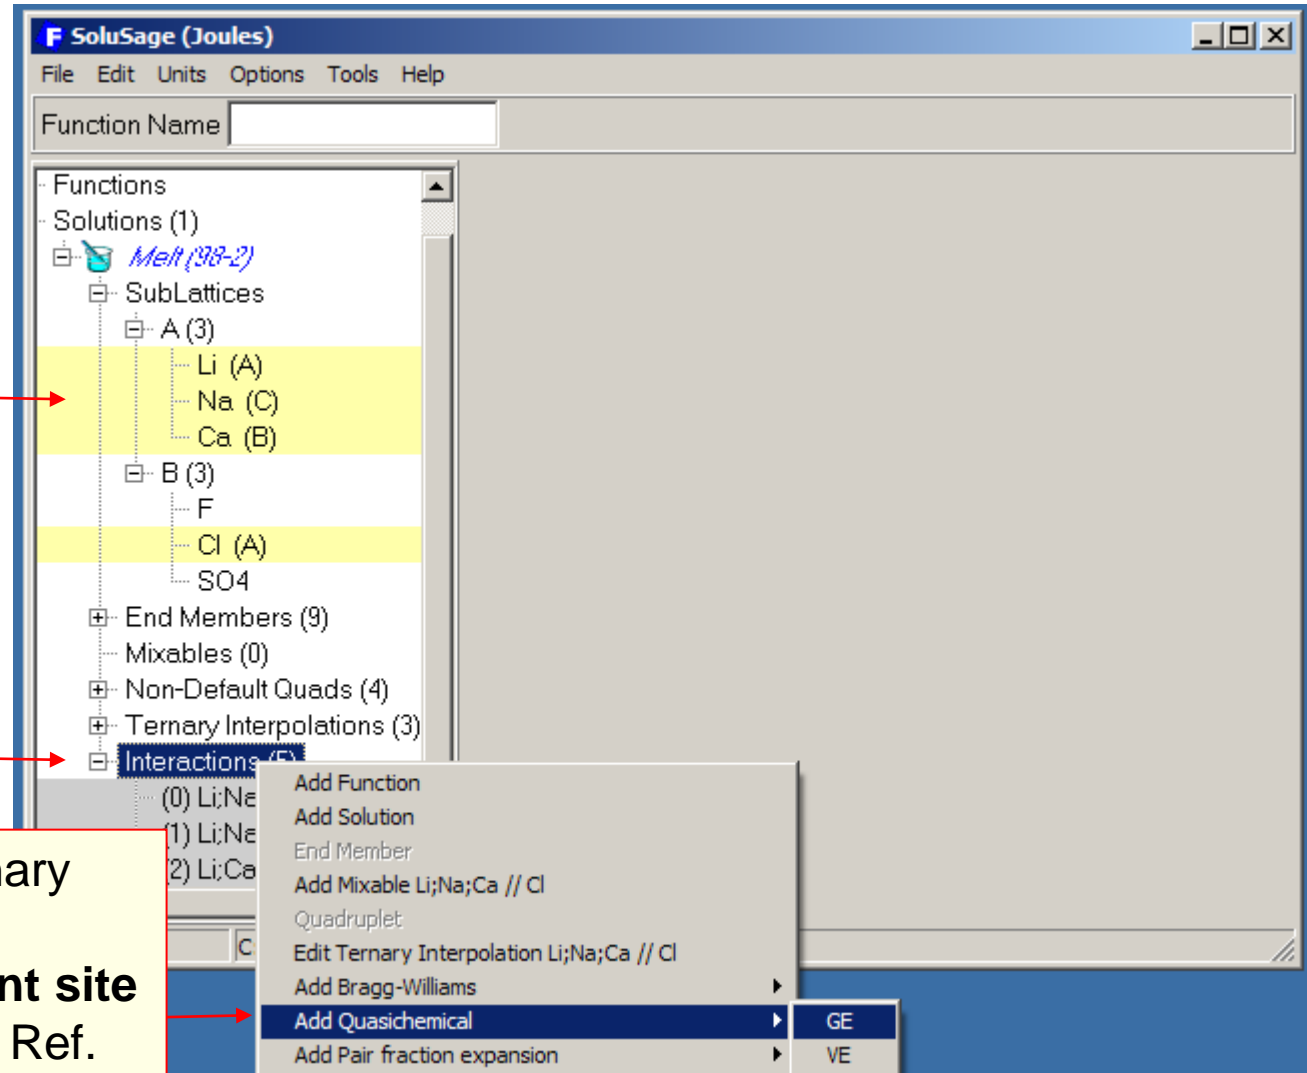 F SoluSage (Joules)
File Edit Units Options Tools Help
Function Name
Functions
Solutions (1)
Melt (98-2)
SubLattices
A (3)
Li (A)
Na (C)
Ca (B)
B (3)
F
Cl (A)
SO4
End Members (9)
Mixables (0)
Non-Default Quads (4)
Ternary Interpolations (3)
Interactions (5)
(0) Li;Na
(1) Li;Na
(2) Li;Ca
C
Add Function
Add Solution
End Member
Add Mixable Li;Na;Ca // Cl
Quadruplet
Edit Ternary Interpolation Li;Na;Ca // Cl
Add Bragg-Williams
Add Quasichemical
GE
Add Pair fraction expansion
VE
nary
nt site
Ref.